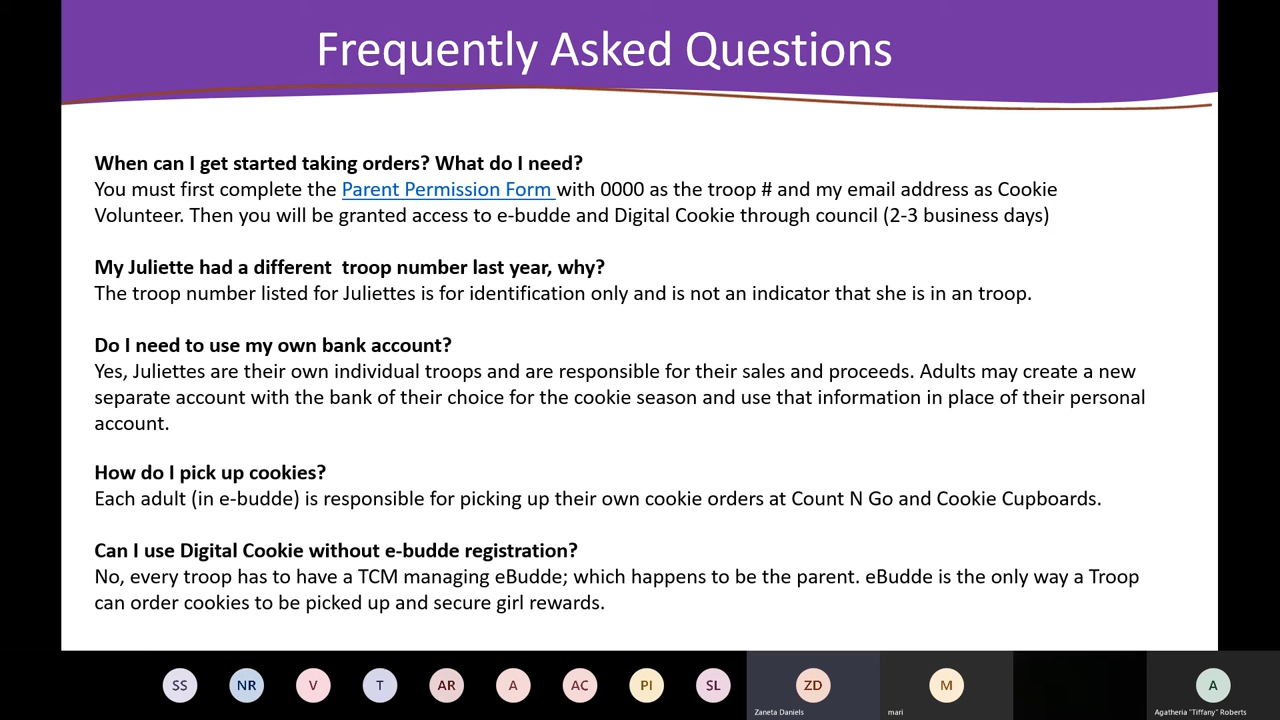 Frequently Asked Questions
When can I get started taking orders? What do I need?
You must first complete the Parent Permission Form with 0000 as the troop # and my email address as Cookie
Volunteer. Then you will be granted access to e-budde and Digital Cookie through council (2-3 business days)
My Juliette had a different troop number last year, why?
The troop number listed for Juliettes is for identification only and is not an indicator that she is in an troop.
Do I need to use my own bank account?
Yes, Juliettes are their own individual troops and are responsible for their sales and proceeds. Adults may create a new
separate account with the bank of their choice for the cookie season and use that information in place of their personal
account.
How do I pick up cookies?
Each adult (in e-budde) is responsible for picking up their own cookie orders at Count N Go and Cookie Cupboards.
Can I use Digital Cookie without e-budde registration?
No, every troop has to have a TCM managing eBudde; which happens to be the parent. eBudde is the only way a Troop
can order cookies to be picked up and secure girl rewards.
SS NR V T AR A AC PI SL ZD M A
Zaneta Daniels mari Agatheria "Tiffany" Roberts